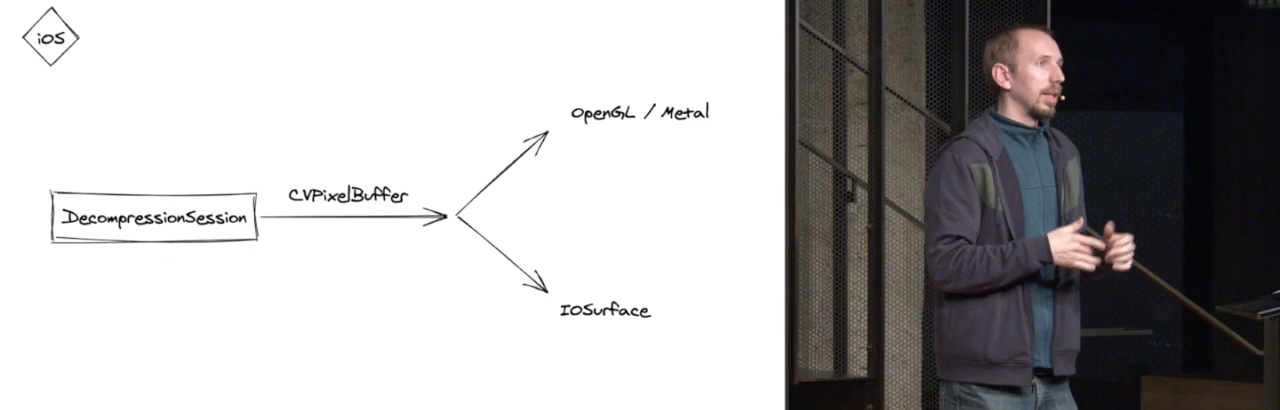 iOS
OpenGL / Metal
CVPixelBuffer
DecompressionSession
IOSurface